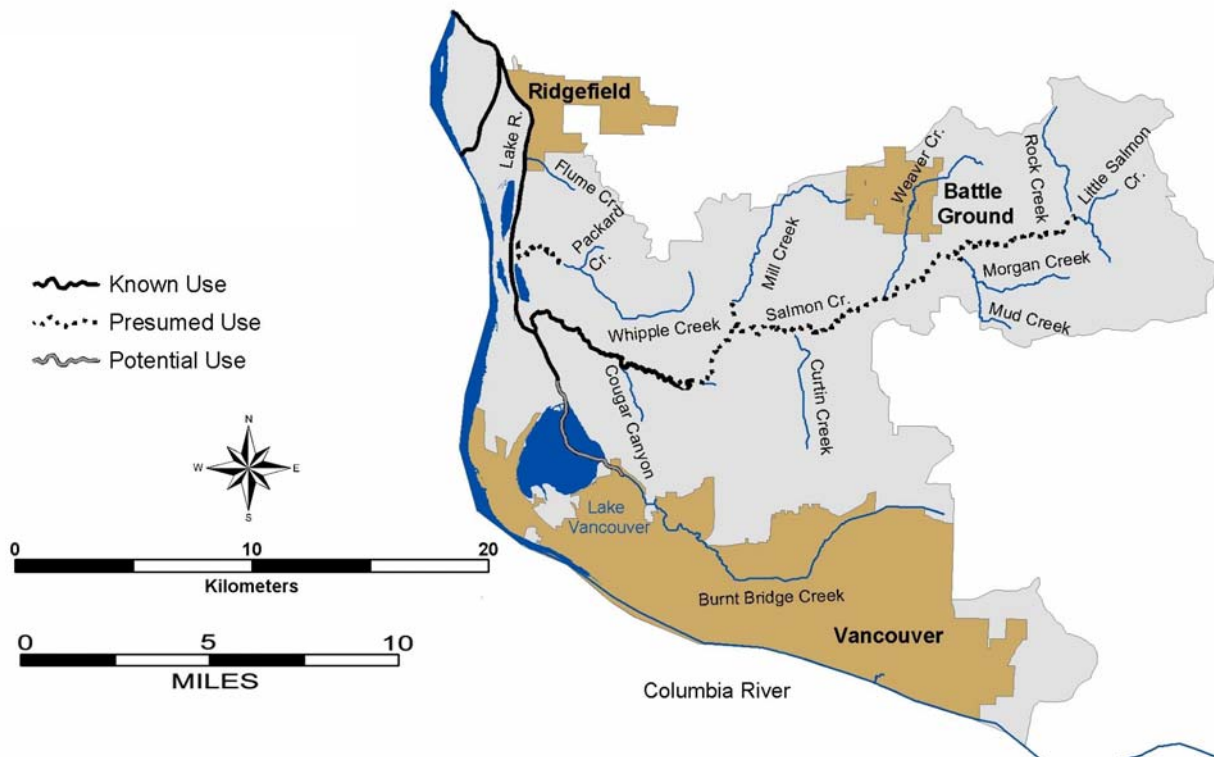 Ridgefield
Lake R.
Flume Cr.
Packard
Cr.
Weaver Cr.
Battle
Ground
Rock Creek
Little Salmon
Cr.
Known Use
Presumed Use
Potential Use
Mill Creek
Morgan Creek
Salmon Cr.
Mud Creek
Whipple Creek
Curtin Creek
Cougar Canyon
N
W
E
S
Lake
Vancouver
0 10 20
Kilometers
Burnt Bridge Creek
0 5 10
MILES
Vancouver
Columbia River